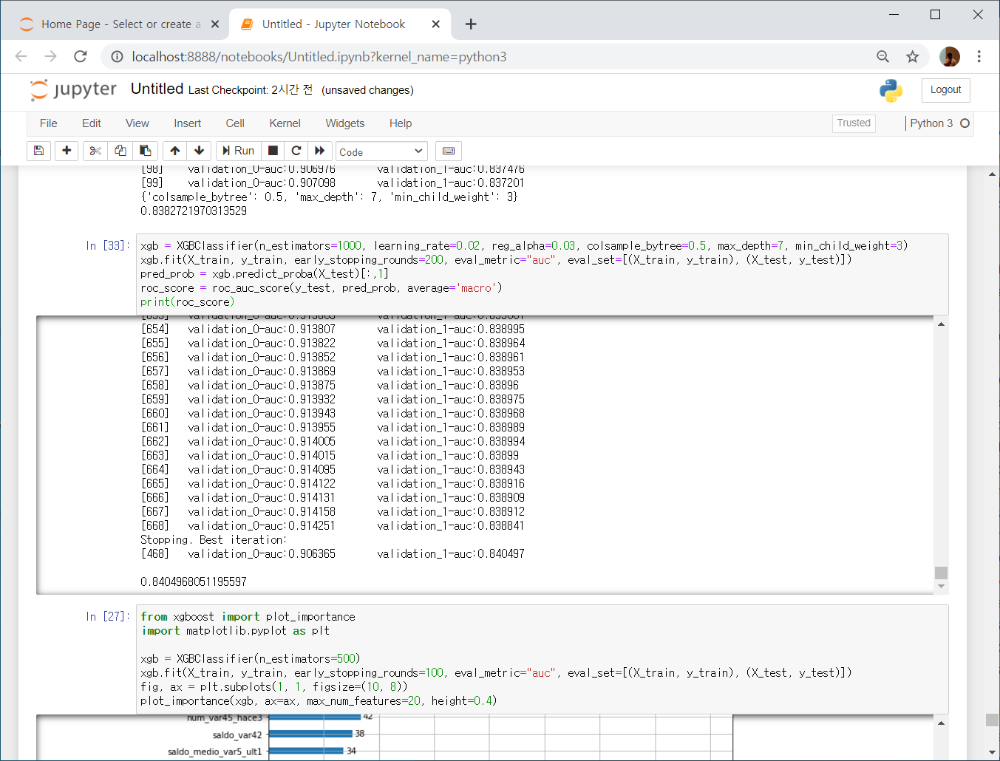 Home Page - Select or create a
Untitled - Jupyter Notebook
localhost:8888/notebooks/Untitled.ipynb?kernel_name=python3
jupyter Untitled Last Checkpoint: 2시간 전 (unsaved changes)
Logout
File Edit View Insert Cell Kernel Widgets Help
Trusted
Python 3
Run
Code
[98] validation_0-auc:0.906976 validation_1-auc:0.837476
[99] validation_0-auc:0.907098 validation_1-auc:0.837201
{'colsample_bytree': 0.5, 'max_depth': 7, 'min_child_weight': 3}
0.8382721970313529
In [33]: xgb = XGBClassifier(n_estimators=1000, learning_rate=0.02, reg_alpha=0.03, colsample_bytree=0.5, max_depth=7, min_child_weight=3)
xgb.fit(X_train, y_train, early_stopping_rounds=200, eval_metric="auc", eval_set=[(X_train, y_train), (X_test, y_test)])
pred_prob = xgb.predict_proba(X_test)[:,1]
roc_score = roc_auc_score(y_test, pred_prob, average='macro')
print(roc_score)
[654] validation_0-auc:0.913807 validation_1-auc:0.838995
[655] validation_0-auc:0.913822 validation_1-auc:0.838964
[656] validation_0-auc:0.913852 validation_1-auc:0.838961
[657] validation_0-auc:0.913869 validation_1-auc:0.838953
[658] validation_0-auc:0.913875 validation_1-auc:0.83896
[659] validation_0-auc:0.913932 validation_1-auc:0.838975
[660] validation_0-auc:0.913943 validation_1-auc:0.838968
[661] validation_0-auc:0.913955 validation_1-auc:0.838989
[662] validation_0-auc:0.914005 validation_1-auc:0.838994
[663] validation_0-auc:0.914015 validation_1-auc:0.83899
[664] validation_0-auc:0.914095 validation_1-auc:0.838943
[665] validation_0-auc:0.914122 validation_1-auc:0.838916
[666] validation_0-auc:0.914131 validation_1-auc:0.838909
[667] validation_0-auc:0.914158 validation_1-auc:0.838912
[668] validation_0-auc:0.914251 validation_1-auc:0.838841
Stopping. Best iteration:
[468] validation_0-auc:0.906365 validation_1-auc:0.840497
0.8404968051195597
In [27]: from xgboost import plot_importance
import matplotlib.pyplot as plt
xgb = XGBClassifier(n_estimators=500)
xgb.fit(X_train, y_train, early_stopping_rounds=100, eval_metric="auc", eval_set=[(X_train, y_train), (X_test, y_test)])
fig, ax = plt.subplots(1, 1, figsize=(10, 8))
plot_importance(xgb, ax=ax, max_num_features=20, height=0.4)
num_var45_hace3 42
saldo_var42 38
saldo_medio_var5_ult1 34